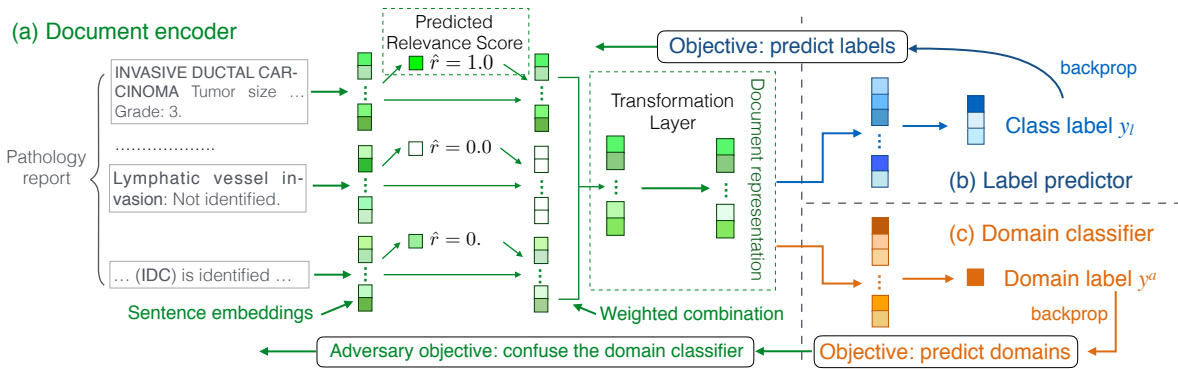 (a) Document encoder
Predicted
Relevance Score
r̂ = 1.0
Objective: predict labels
backprop
INVASIVE DUCTAL CAR-
CINOMA Tumor size ...
Grade: 3.
...................
Pathology
report
Lymphatic vessel in-
vasion: Not identified.
r̂ = 0.0
... (IDC) is identified ...
r̂ = 0.
Sentence embeddings
Weighted combination
Transformation
Layer
Document representation
Class label yₗ
(b) Label predictor
(c) Domain classifier
Domain label yᵃ
backprop
Adversary objective: confuse the domain classifier
Objective: predict domains